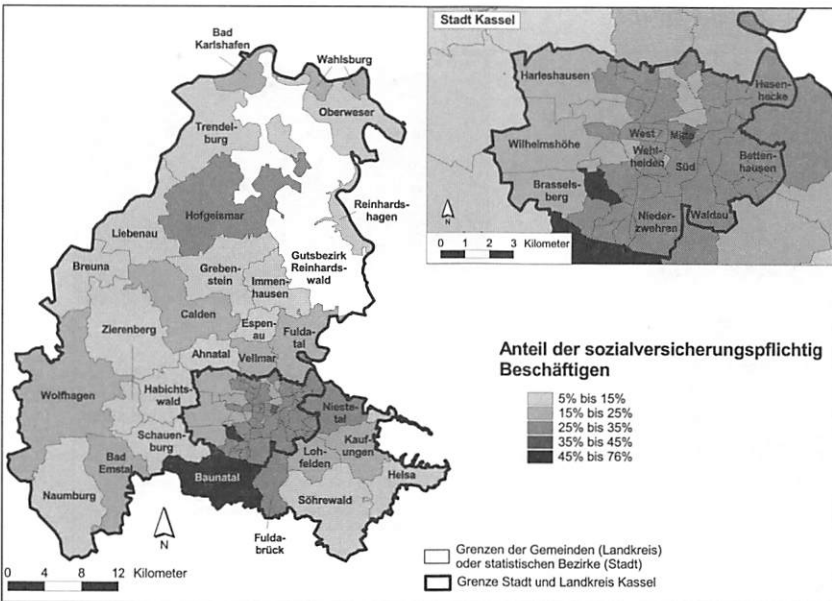 Bad
Karlshafen
Wahlsburg
Oberweser
Trendel-
burg
Hofgeismar
Reinhards-
hagen
Liebenau
Gutsbezirk
Reinhards-
wald
Breuna
Greben-
stein
Immen-
hausen
Zierenberg
Calden
Espen-
au
Fulda-
tal
Ahnatal
Vellmar
Wolfhagen
Habichts-
wald
Nieste-
tal
Schauen-
burg
Kauf-
ungen
Loh-
felden
Bad
Emstal
Baunatal
Helsa
Naumburg
Söhrewald
Fulda-
brück
N
0 4 8 12 Kilometer
Stadt Kassel
Harleshausen
Hasen-
hecke
West
Mitte
Wilhelmshöhe
Wehl-
heiden
Süd
Betten-
hausen
Brassels-
berg
Nieder-
zwehren
Waldau
N
0 1 2 3 Kilometer
Anteil der sozialversicherungspflichtig
Beschäftigen
5% bis 15%
15% bis 25%
25% bis 35%
35% bis 45%
45% bis 76%
Grenzen der Gemeinden (Landkreis)
oder statistischen Bezirke (Stadt)
Grenze Stadt und Landkreis Kassel